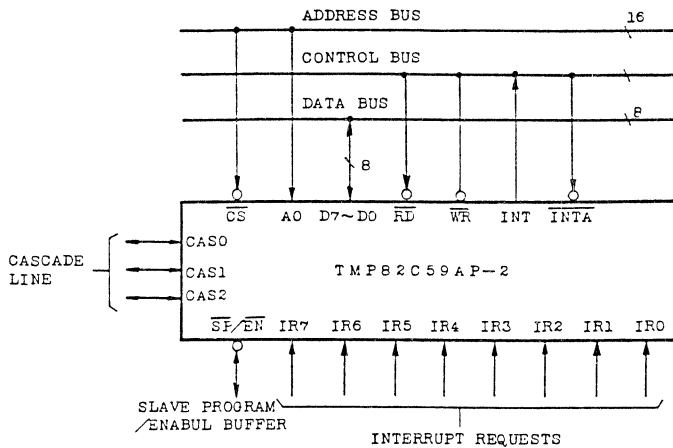 ADDRESS BUS
16
CONTROL BUS
DATA BUS
8
8
CS A0 D7~D0 RD WR INT INTA
CASCADE
LINE
CAS0
CAS1
CAS2
TMP82C59AP-2
SP/EN IR7 IR6 IR5 IR4 IR3 IR2 IR1 IR0
SLAVE PROGRAM
/ENABUL BUFFER
INTERRUPT REQUESTS